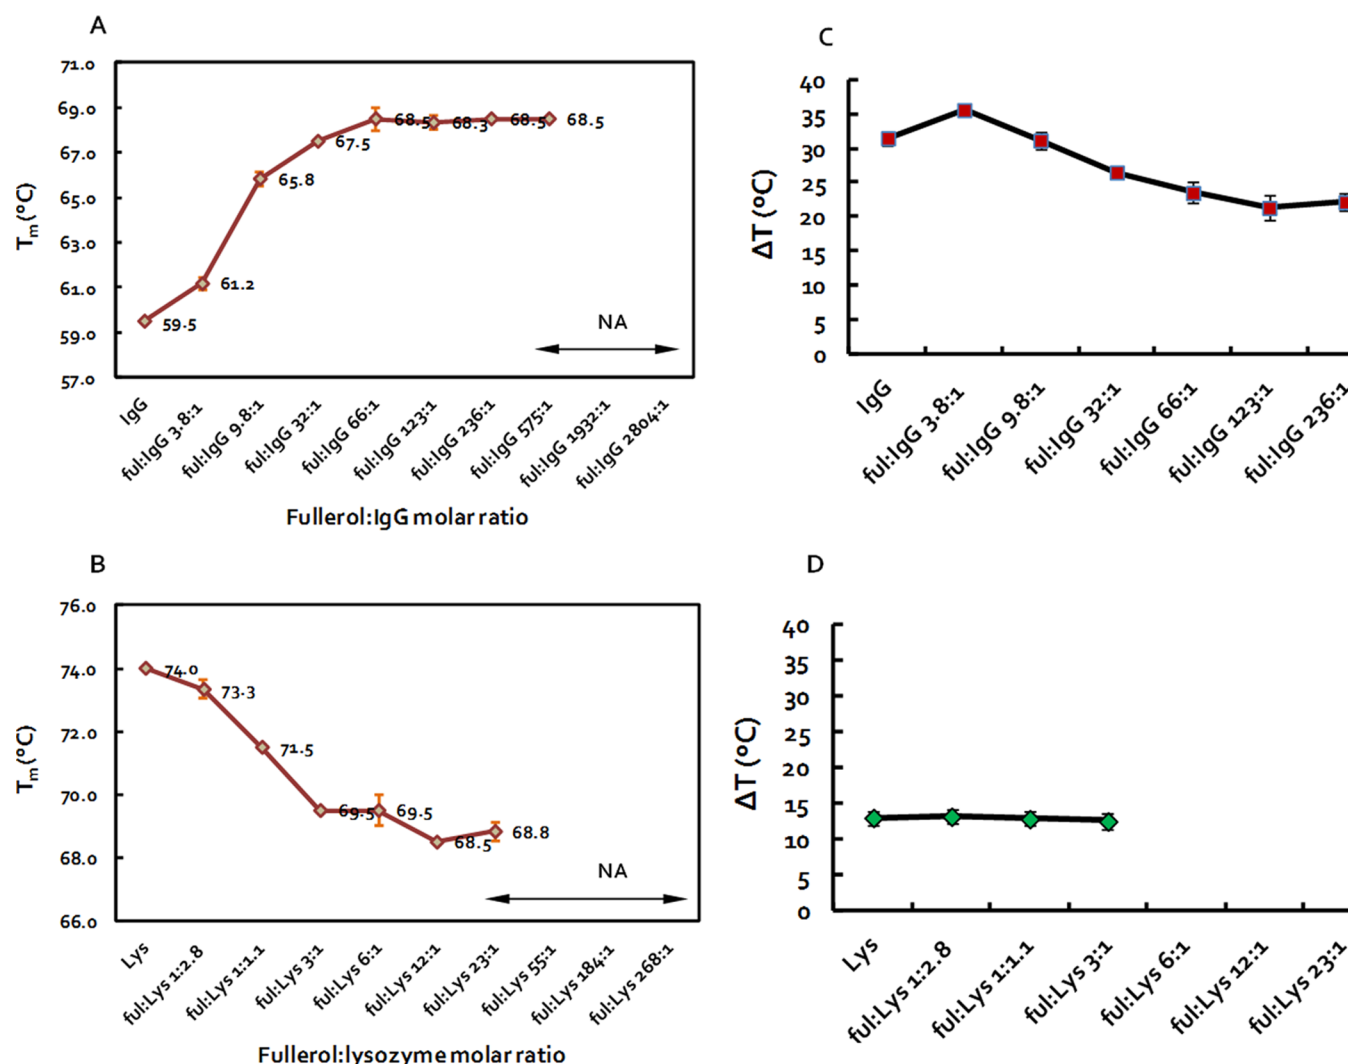 A
71.0
69.0
67.0
65.0
63.0
61.0
59.0
57.0
Tm (°C)
59.5
61.2
65.8
67.5
68.5
68.3
68.5
68.5
NA
IgG
ful:IgG 3.8:1
ful:IgG 9.8:1
ful:IgG 32:1
ful:IgG 66:1
ful:IgG 123:1
ful:IgG 236:1
ful:IgG 575:1
ful:IgG 1932:1
ful:IgG 2804:1
Fullerol:IgG molar ratio
C
40
35
30
25
20
15
10
5
0
ΔT (°C)
IgG
ful:IgG 3.8:1
ful:IgG 9.8:1
ful:IgG 32:1
ful:IgG 66:1
ful:IgG 123:1
ful:IgG 236:1
B
76.0
74.0
72.0
70.0
68.0
66.0
Tm (°C)
74.0
73.3
71.5
69.5
69.5
68.5
68.8
NA
Lys
ful:Lys 1:2.8
ful:Lys 1:1.1
ful:Lys 3:1
ful:Lys 6:1
ful:Lys 12:1
ful:Lys 23:1
ful:Lys 55:1
ful:Lys 184:1
ful:Lys 268:1
Fullerol:lysozyme molar ratio
D
40
35
30
25
20
15
10
5
0
ΔT (°C)
Lys
ful:Lys 1:2.8
ful:Lys 1:1.1
ful:Lys 3:1
ful:Lys 6:1
ful:Lys 12:1
ful:Lys 23:1